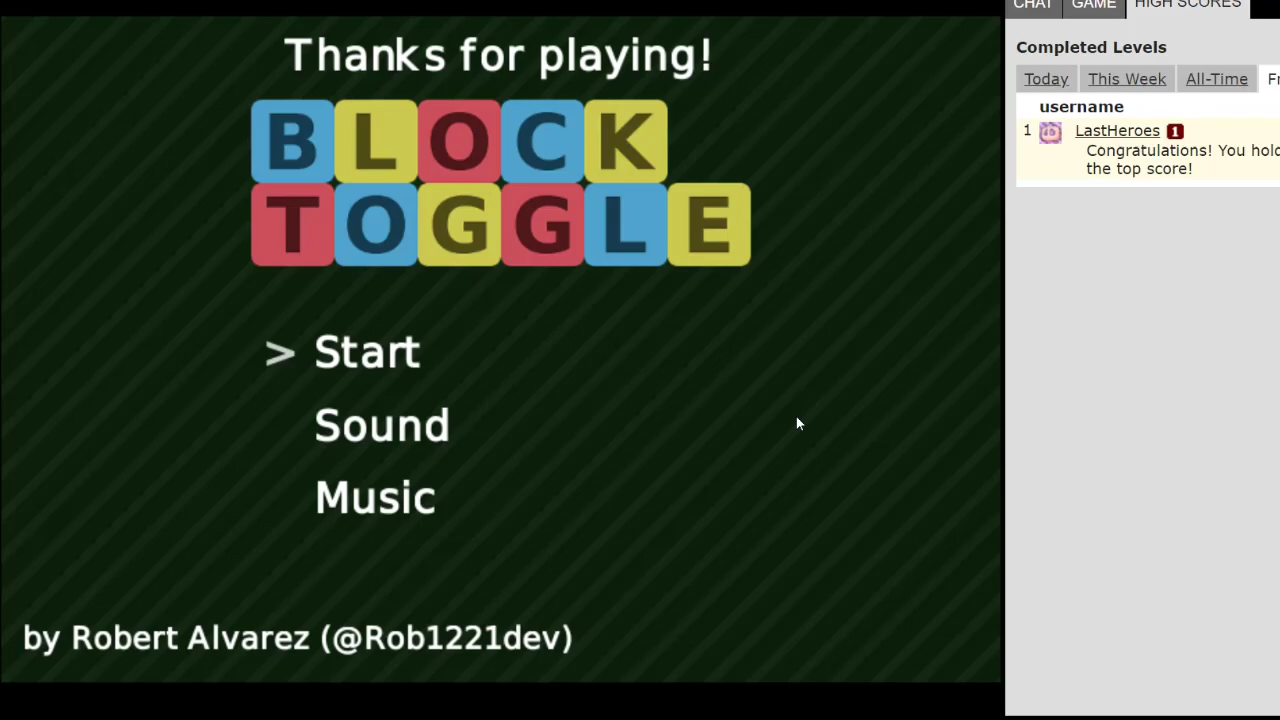 Thanks for playing!
BLOCK
TOGGLE
> Start
Sound
Music
by Robert Alvarez (@Rob1221dev)
CHAT GAME HIGH SCORES
Completed Levels
Today This Week All-Time
username
1 LastHeroes 1
Congratulations! You hold
the top score!